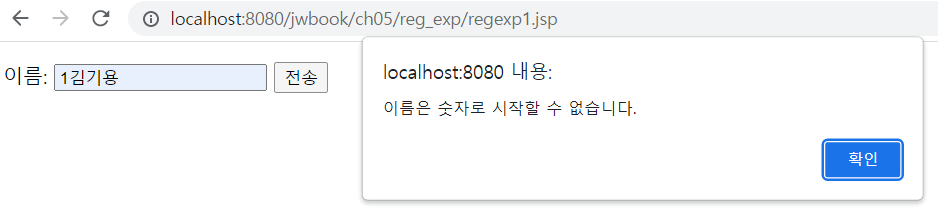 localhost:8080/jwbook/ch05/reg_exp/regexp1.jsp
이름: 1김기용 전송
localhost:8080 내용:
이름은 숫자로 시작할 수 없습니다.
확인